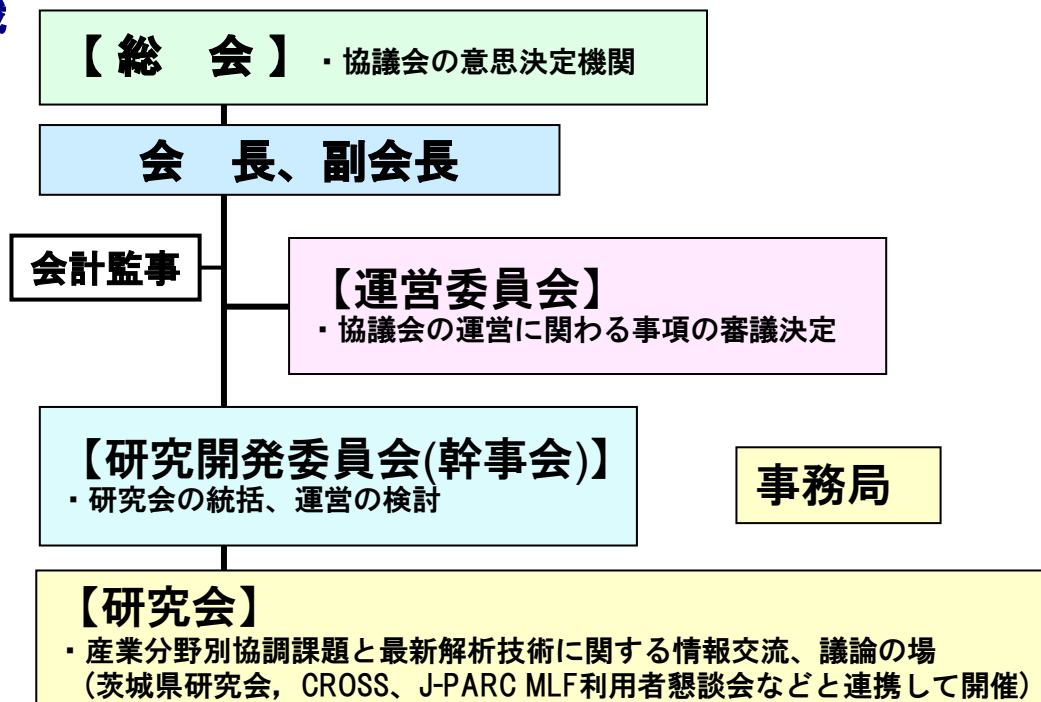 【 総　会 】 ・協議会の意思決定機関
会　長、副会長
会計監事
【運営委員会】
・協議会の運営に関わる事項の審議決定
【研究開発委員会(幹事会)】
・研究会の統括、運営の検討
事務局
【研究会】
・産業分野別協調課題と最新解析技術に関する情報交流、議論の場
（茨城県研究会，CROSS、J-PARC MLF利用者懇談会などと連携して開催）